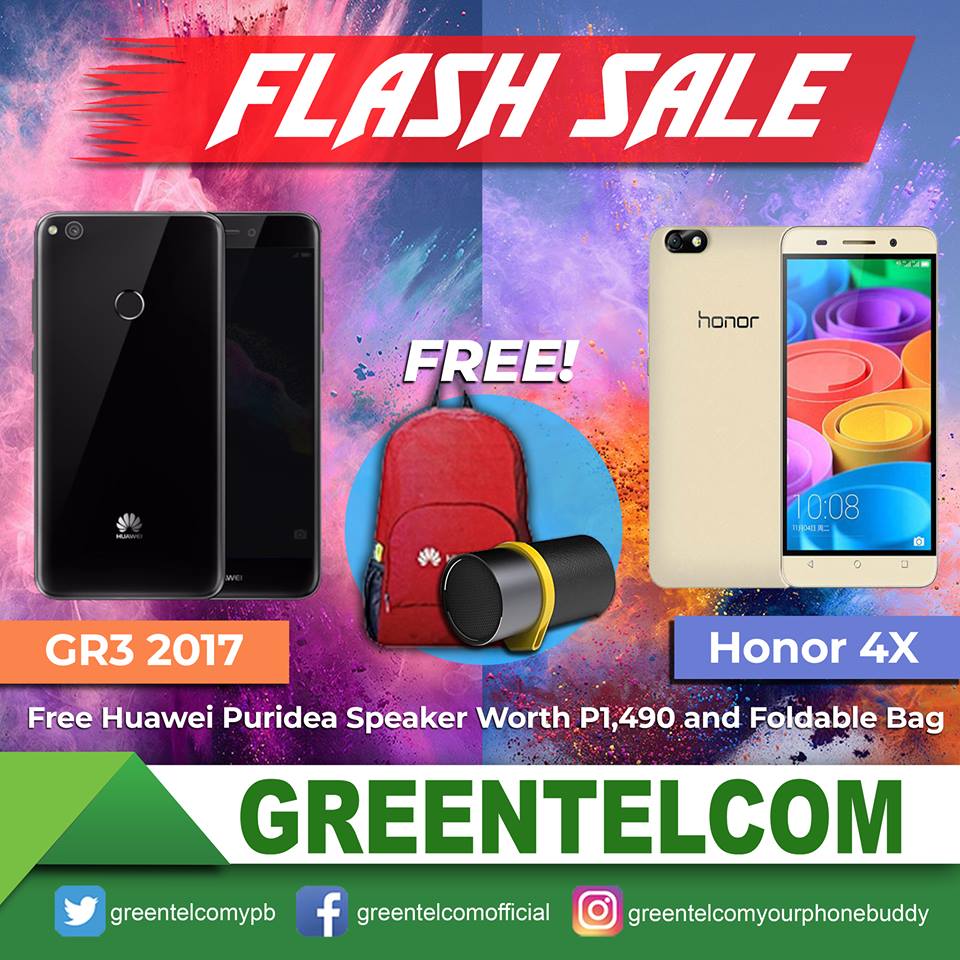 FLASH SALE
honor
FREE!
10:08
HUAWEI
GR3 2017
Honor 4X
Free Huawei Puridea Speaker Worth P1,490 and Foldable Bag
GREENTELCOM
greentelcomypb
greentelcomofficial
greentelcomyourphonebuddy